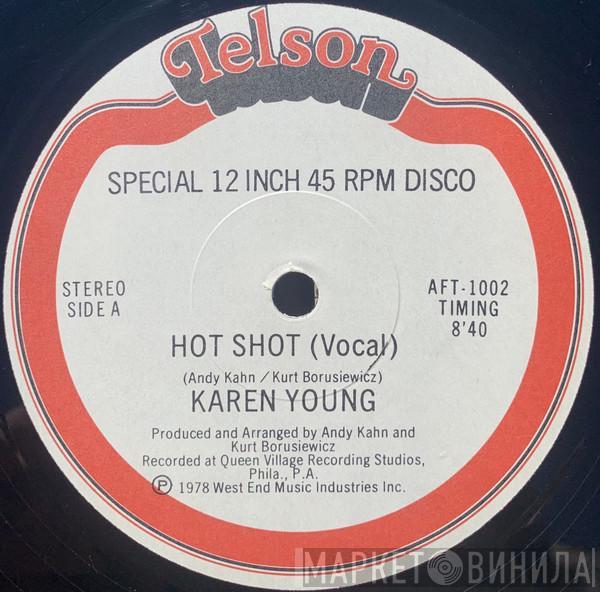 Telson
SPECIAL 12 INCH 45 RPM DISCO
STEREO
SIDE A
AFT-1002
TIMING
8'40
HOT SHOT (Vocal)
(Andy Kahn / Kurt Borusiewicz)
KAREN YOUNG
Produced and Arranged by Andy Kahn and
Kurt Borusiewicz
Recorded at Queen Village Recording Studios,
Phila., P.A.
Ⓟ 1978 West End Music Industries Inc.
МАРКЕТ ВИНИЛА